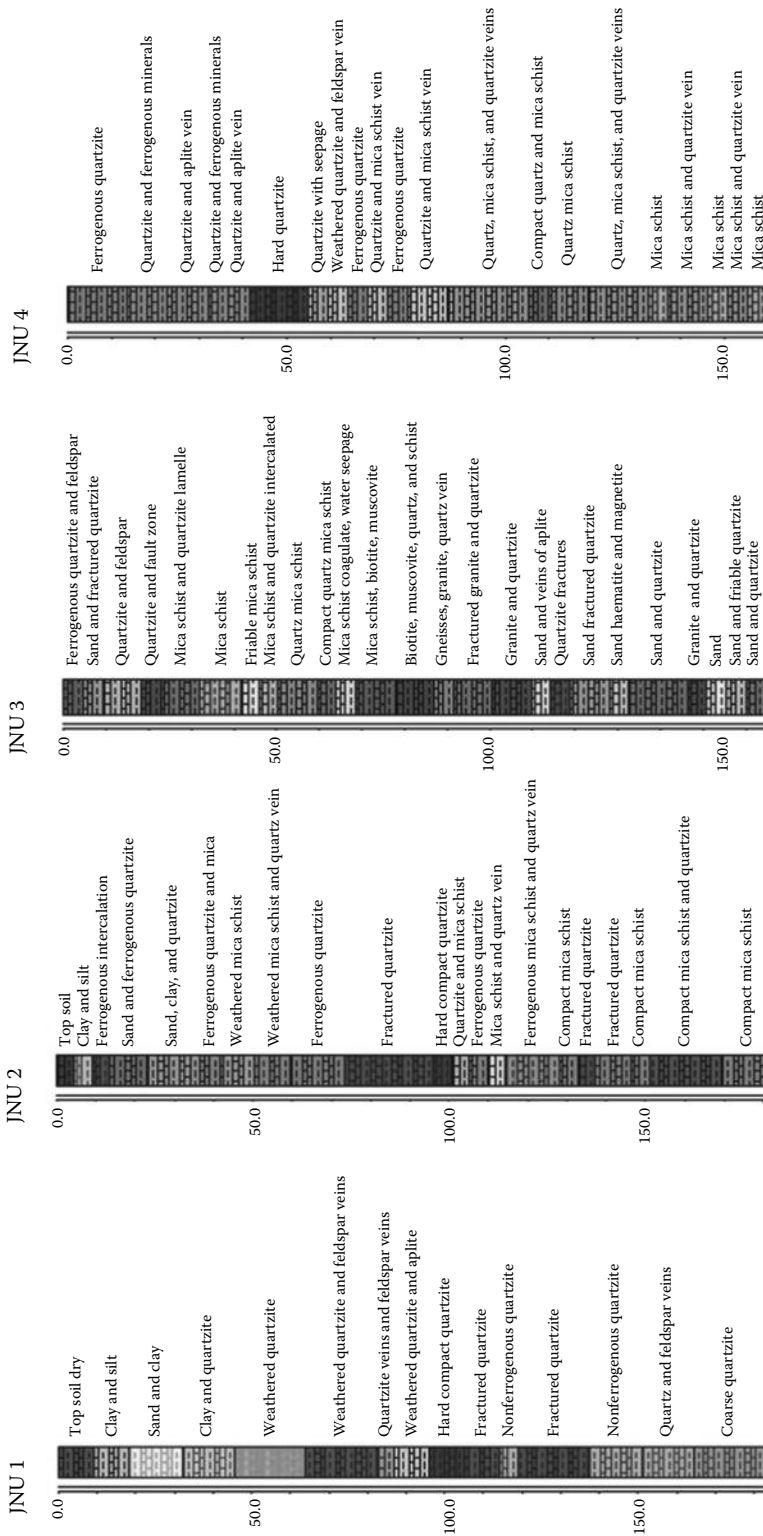 JNU 1
0.0
50.0
100.0
150.0
Top soil dry
Clay and silt
Sand and clay
Clay and quartzite
Weathered quartzite
Weathered quartzite and feldspar veins
Quartzite veins and feldspar veins
Weathered quartzite and aplite
Hard compact quartzite
Fractured quartzite
Nonferrogenous quartzite
Fractured quartzite
Nonferrogenous quartzite
Quartz and feldspar veins
Coarse quartzite
JNU 2
0.0
50.0
100.0
150.0
Top soil
Clay and silt
Ferrogenous intercalation
Sand and ferrogenous quartzite
Sand, clay, and quartzite
Ferrogenous quartzite and mica
Weathered mica schist
Weathered mica schist and quartz vein
Ferrogenous quartzite
Fractured quartzite
Hard compact quartzite
Quartzite and mica schist
Ferrogenous quartzite
Mica schist and quartz vein
Ferrogenous mica schist and quartz vein
Compact mica schist
Fractured quartzite
Fractured quartzite
Compact mica schist
Compact mica schist and quartzite
Compact mica schist
JNU 3
0.0
50.0
100.0
150.0
Ferrogenous quartzite and feldspar
Sand and fractured quartzite
Quartzite and feldspar
Quartzite and fault zone
Mica schist and quartzite lamelle
Mica schist
Friable mica schist
Mica schist and quartzite intercalated
Quartz mica schist
Compact quartz mica schist
Mica schist coagulate, water seepage
Mica schist, biotite, muscovite
Biotite, muscovite, quartz, and schist
Gneisses, granite, quartz vein
Fractured granite and quartzite
Granite and quartzite
Sand and veins of aplite
Quartzite fractures
Sand fractured quartzite
Sand haematite and magnetite
Sand and quartzite
Granite and quartzite
Sand
Sand and friable quartzite
Sand and quartzite
JNU 4
0.0
50.0
100.0
150.0
Ferrogenous quartzite
Quartzite and ferrogenous minerals
Quartzite and aplite vein
Quartzite and ferrogenous minerals
Quartzite and aplite vein
Hard quartzite
Quartzite with seepage
Weathered quartzite and feldspar vein
Ferrogenous quartzite
Quartzite and mica schist vein
Ferrogenous quartzite
Quartzite and mica schist vein
Quartz, mica schist, and quartzite veins
Compact quartz and mica schist
Quartz mica schist
Quartz, mica schist, and quartzite veins
Mica schist
Mica schist and quartzite vein
Mica schist
Mica schist and quartzite vein
Mica schist